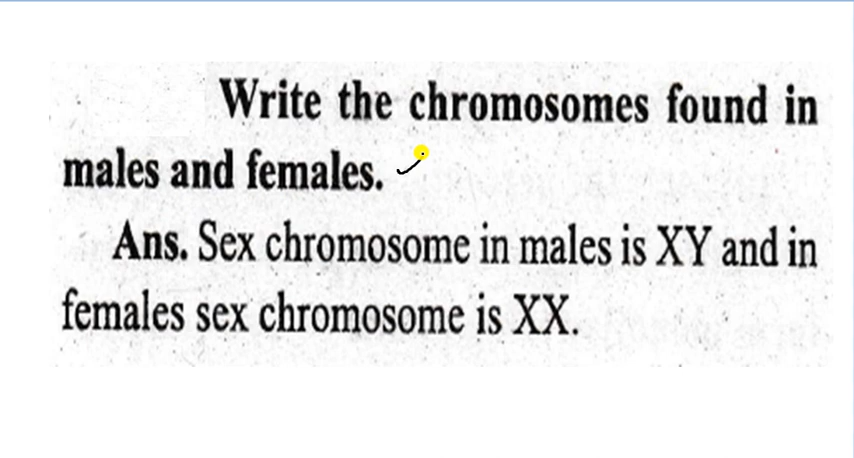 Write the chromosomes found in
males and females.
Ans. Sex chromosome in males is XY and in
females sex chromosome is XX.